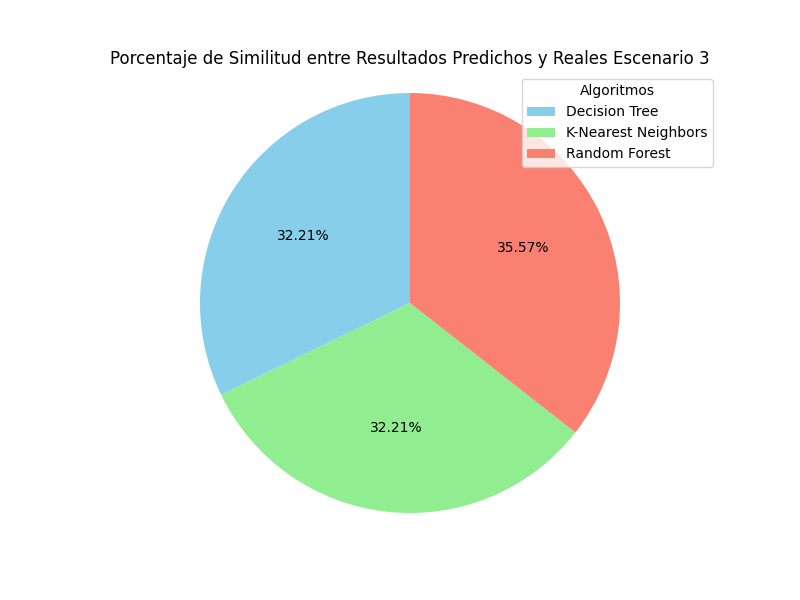 Porcentaje de Similitud entre Resultados Predichos y Reales Escenario 3
Algoritmos
Decision Tree
K-Nearest Neighbors
Random Forest
32.21%
35.57%
32.21%